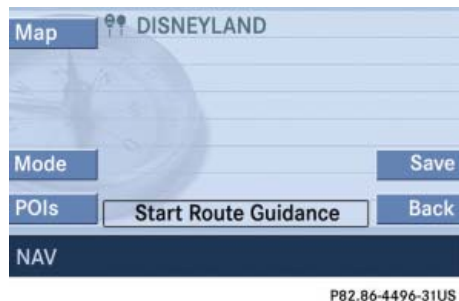 Map
DISNEYLAND
Mode
Save
POIs
Start Route Guidance
Back
NAV
P82.86-4496-31US